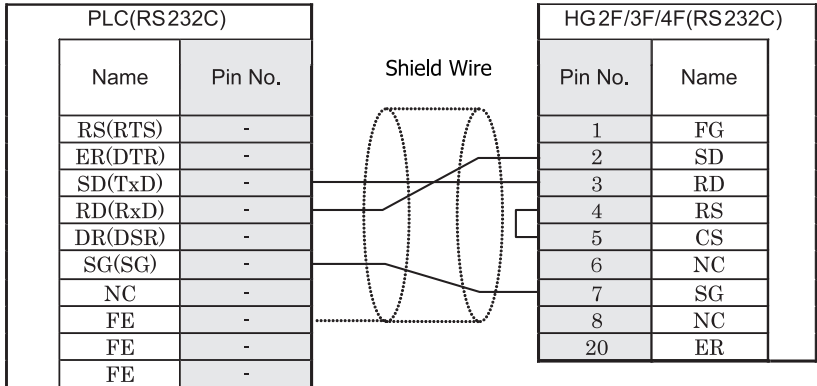 PLC(RS232C) HG2F/3F/4F(RS232C)
Name Pin No. Shield Wire Pin No. Name
RS(RTS) - 1 FG
ER(DTR) - 2 SD
SD(TxD) - 3 RD
RD(RxD) - 4 RS
DR(DSR) - 5 CS
SG(SG) - 6 NC
NC - 7 SG
FE - 8 NC
FE - 20 ER
FE -